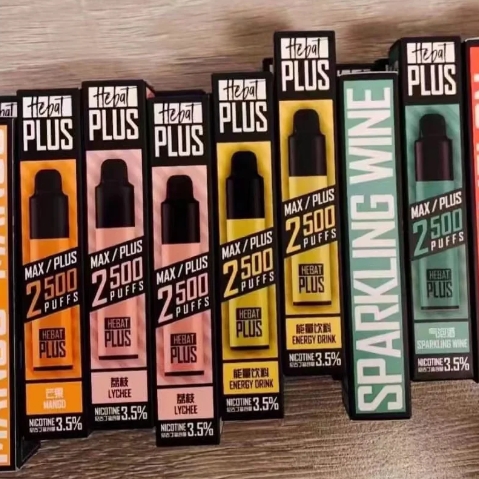 MANGO
Hebat
PLUS
MAX / PLUS
2500
PUFFS
HEBAT
PLUS
芒果
MANGO
NICOTINE 3.5%
Hebat
PLUS
MAX / PLUS
2500
PUFFS
HEBAT
PLUS
荔枝
LYCHEE
NICOTINE 3.5%
Hebat
PLUS
MAX / PLUS
2500
PUFFS
HEBAT
PLUS
荔枝
LYCHEE
NICOTINE 3.5%
Hebat
PLUS
MAX / PLUS
2500
PUFFS
HEBAT
PLUS
能量饮料
ENERGY DRINK
NICOTINE 3.5%
Hebat
PLUS
MAX / PLUS
2500
PUFFS
HEBAT
PLUS
能量饮料
ENERGY DRINK
NICOTINE 3.5%
SPARKLING WINE
Hebat
PLUS
MAX / PLUS
2500
PUFFS
HEBAT
PLUS
SPARKLING WINE
NICOTINE 3.5%